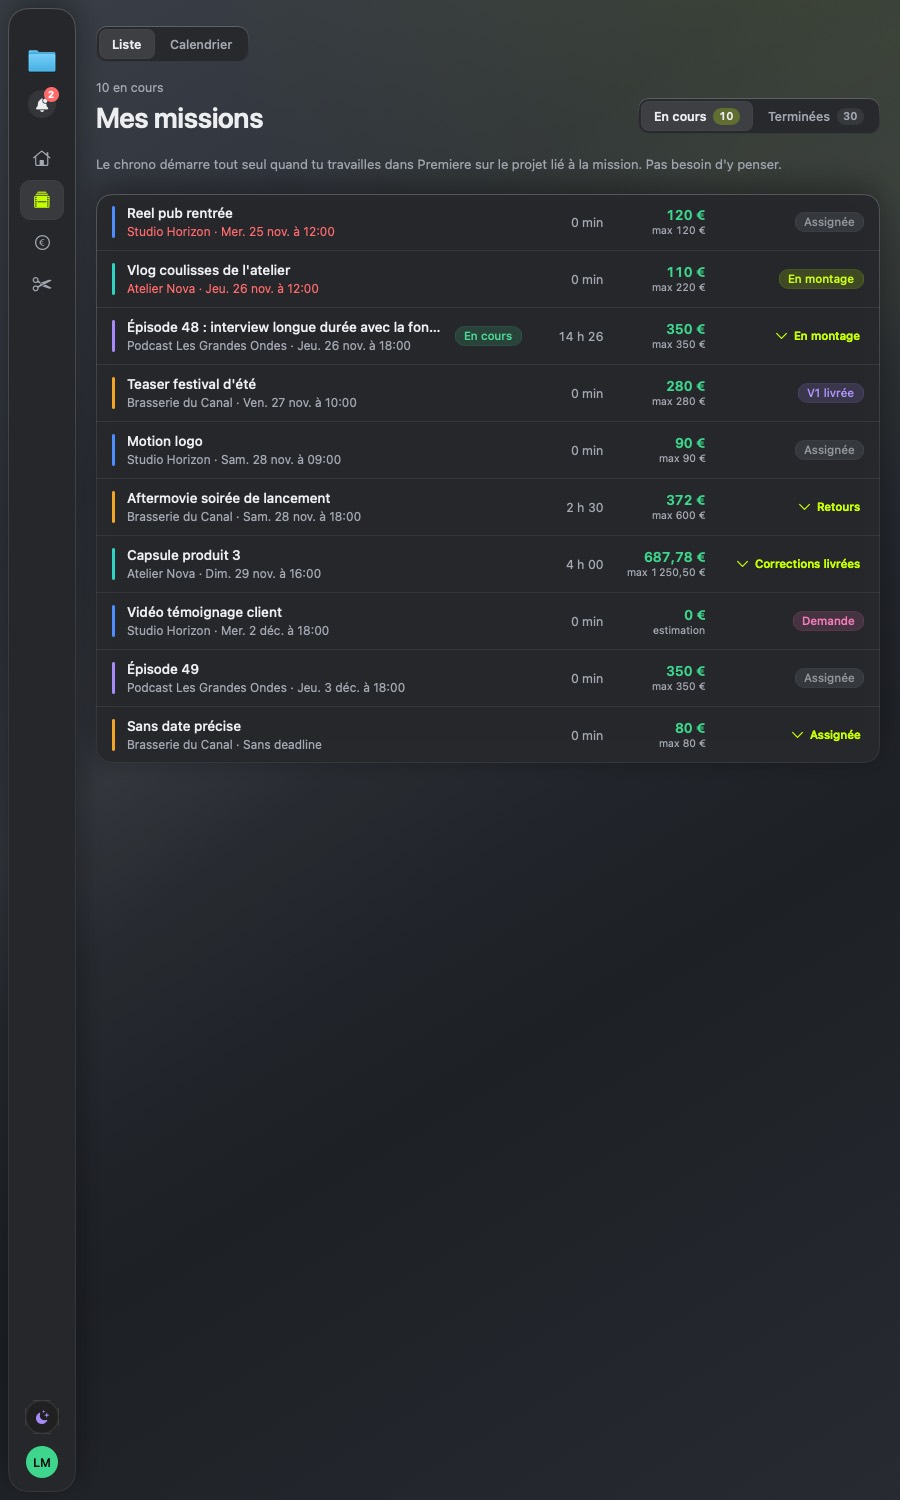 Liste
Calendrier
2
10 en cours
Mes missions
En cours 10
Terminées 30
Le chrono démarre tout seul quand tu travailles dans Premiere sur le projet lié à la mission. Pas besoin d'y penser.
Reel pub rentrée
Studio Horizon · Mer. 25 nov. à 12:00
0 min
120 €
max 120 €
Assignée
Vlog coulisses de l'atelier
Atelier Nova · Jeu. 26 nov. à 12:00
0 min
110 €
max 220 €
En montage
Épisode 48 : interview longue durée avec la fon...
Podcast Les Grandes Ondes · Jeu. 26 nov. à 18:00
En cours
14 h 26
350 €
max 350 €
En montage
Teaser festival d'été
Brasserie du Canal · Ven. 27 nov. à 10:00
0 min
280 €
max 280 €
V1 livrée
Motion logo
Studio Horizon · Sam. 28 nov. à 09:00
0 min
90 €
max 90 €
Assignée
Aftermovie soirée de lancement
Brasserie du Canal · Sam. 28 nov. à 18:00
2 h 30
372 €
max 600 €
Retours
Capsule produit 3
Atelier Nova · Dim. 29 nov. à 16:00
4 h 00
687,78 €
max 1 250,50 €
Corrections livrées
Vidéo témoignage client
Studio Horizon · Mer. 2 déc. à 18:00
0 min
0 €
estimation
Demande
Épisode 49
Podcast Les Grandes Ondes · Jeu. 3 déc. à 18:00
0 min
350 €
max 350 €
Assignée
Sans date précise
Brasserie du Canal · Sans deadline
0 min
80 €
max 80 €
Assignée
LM